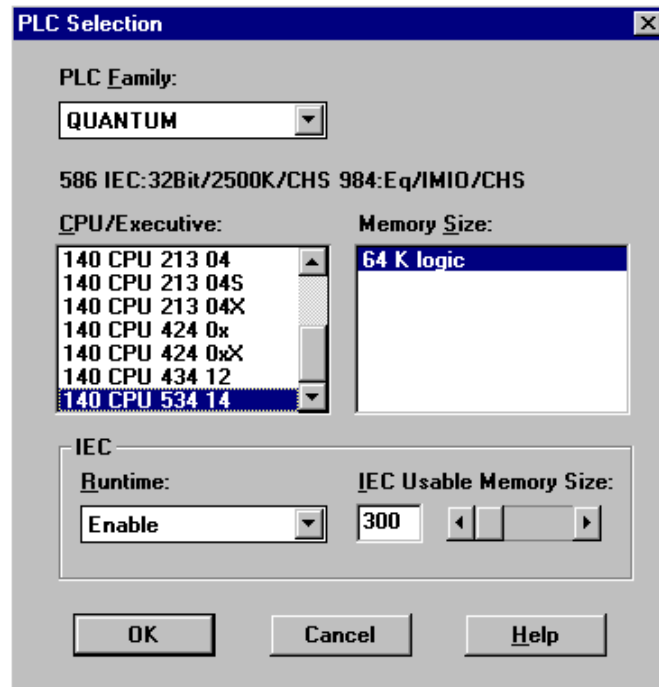 PLC Selection
PLC Family:
QUANTUM
586 IEC:32Bit/2500K/CHS 984:Eq/IMIO/CHS
CPU/Executive:
140 CPU 213 04
140 CPU 213 04S
140 CPU 213 04X
140 CPU 424 0x
140 CPU 424 0xX
140 CPU 434 12
140 CPU 534 14
Memory Size:
64 K logic
IEC
Runtime:
Enable
IEC Usable Memory Size:
300
OK
Cancel
Help